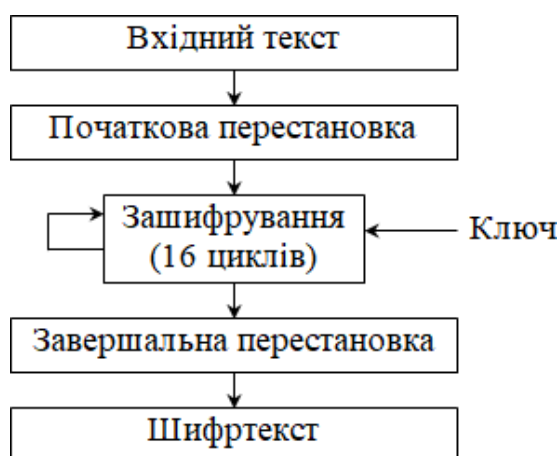 Вхідний текст
Початкова перестановка
Зашифрування
(16 циклів)
Ключ
Завершальна перестановка
Шифртекст